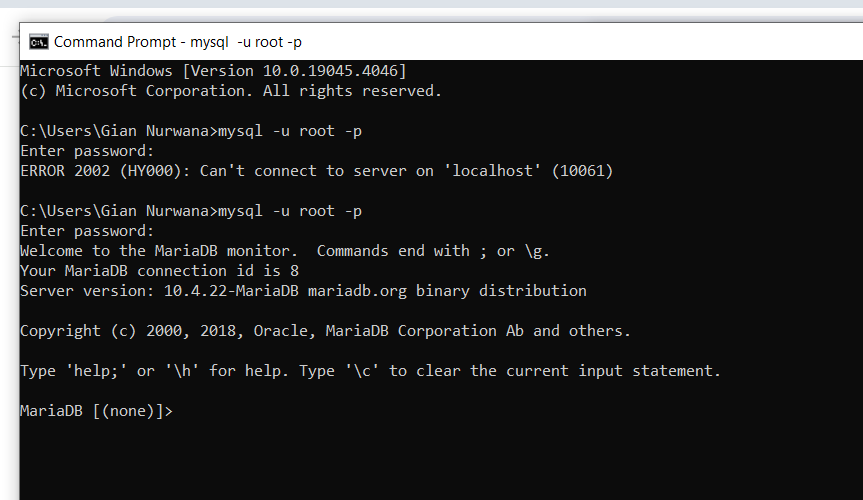 Command Prompt - mysql  -u root -p
Microsoft Windows [Version 10.0.19045.4046]
(c) Microsoft Corporation. All rights reserved.
C:\Users\Gian Nurwana>mysql -u root -p
Enter password:
ERROR 2002 (HY000): Can't connect to server on 'localhost' (10061)
C:\Users\Gian Nurwana>mysql -u root -p
Enter password:
Welcome to the MariaDB monitor.  Commands end with ; or \g.
Your MariaDB connection id is 8
Server version: 10.4.22-MariaDB mariadb.org binary distribution
Copyright (c) 2000, 2018, Oracle, MariaDB Corporation Ab and others.
Type 'help;' or '\h' for help. Type '\c' to clear the current input statement.
MariaDB [(none)]>